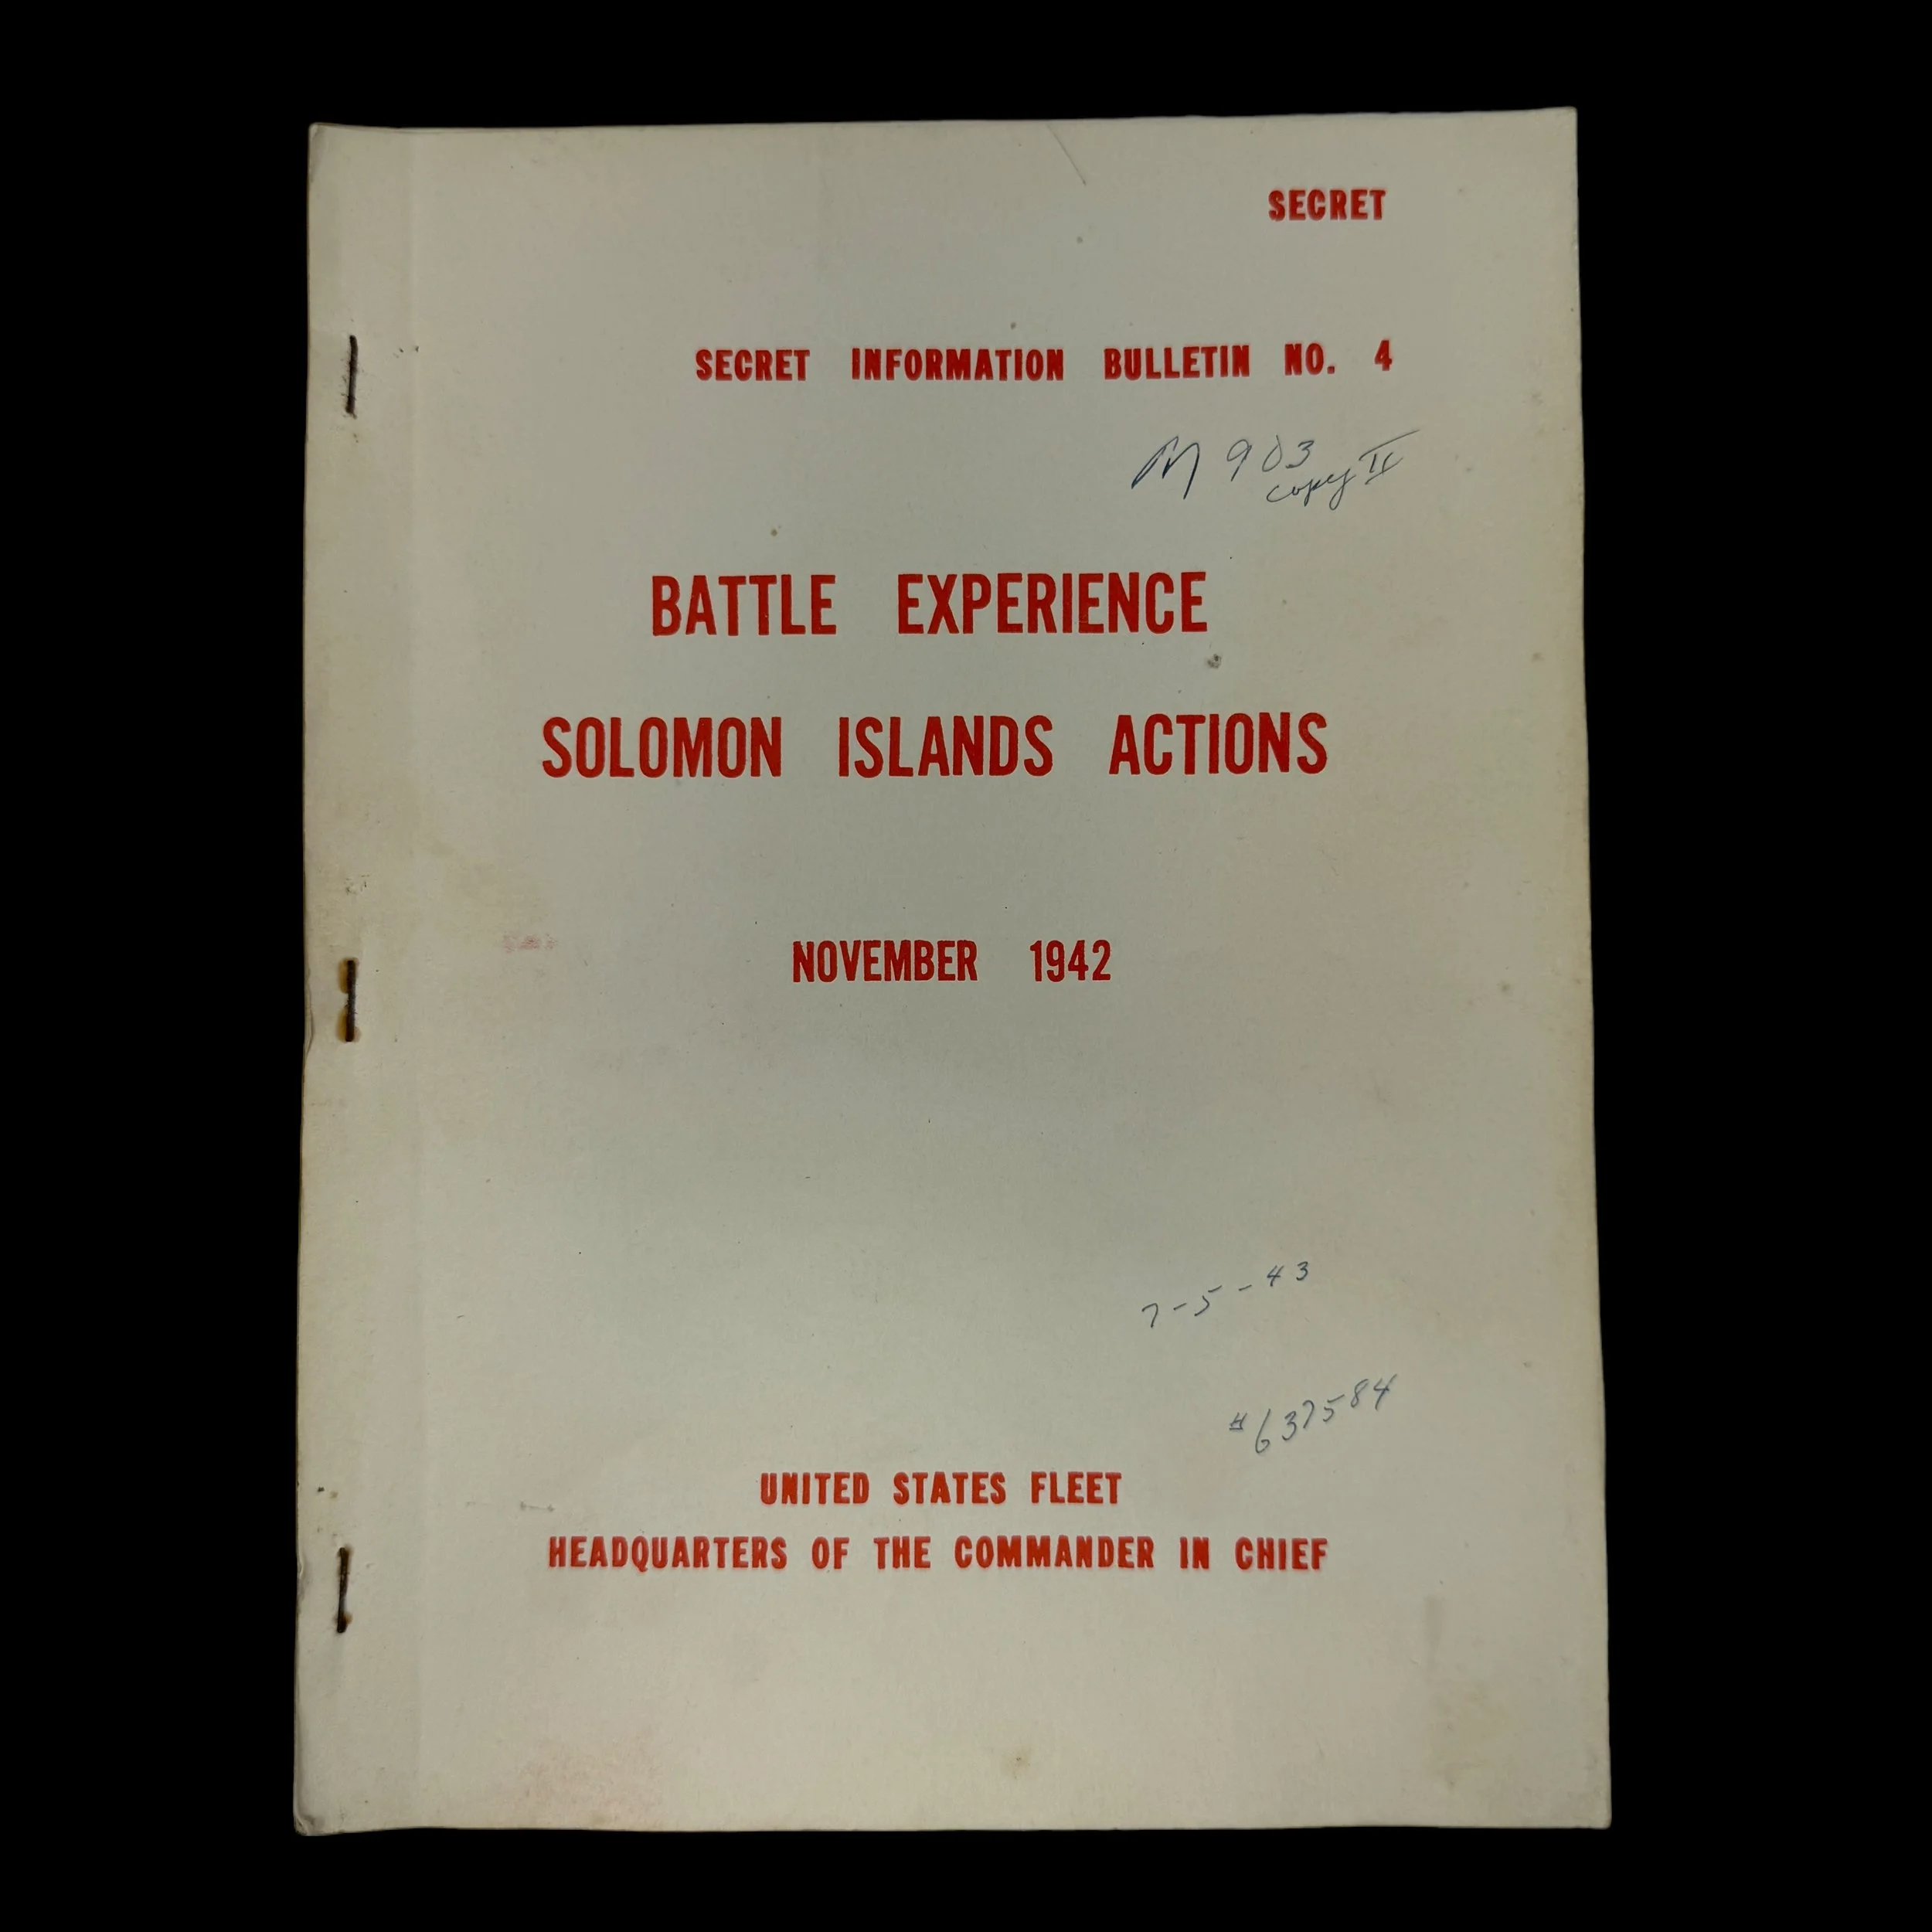 SECRET
SECRET INFORMATION BULLETIN NO. 4
M 903
copy II
BATTLE EXPERIENCE
SOLOMON ISLANDS ACTIONS
NOVEMBER 1942
7-5-43
#637584
UNITED STATES FLEET
HEADQUARTERS OF THE COMMANDER IN CHIEF